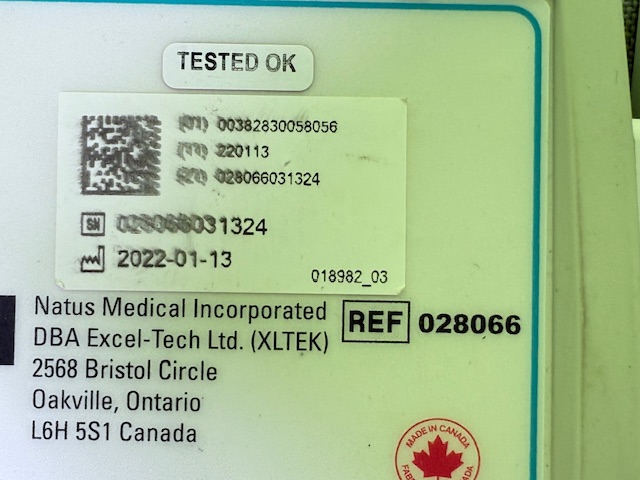 TESTED OK
(01) 00382830058056
(11) 220113
(21) 028066031324
SN 028066031324
2022-01-13
018982_03
Natus Medical Incorporated
DBA Excel-Tech Ltd. (XLTEK)
2568 Bristol Circle
Oakville, Ontario
L6H 5S1 Canada
REF 028066
MADE IN CANADA